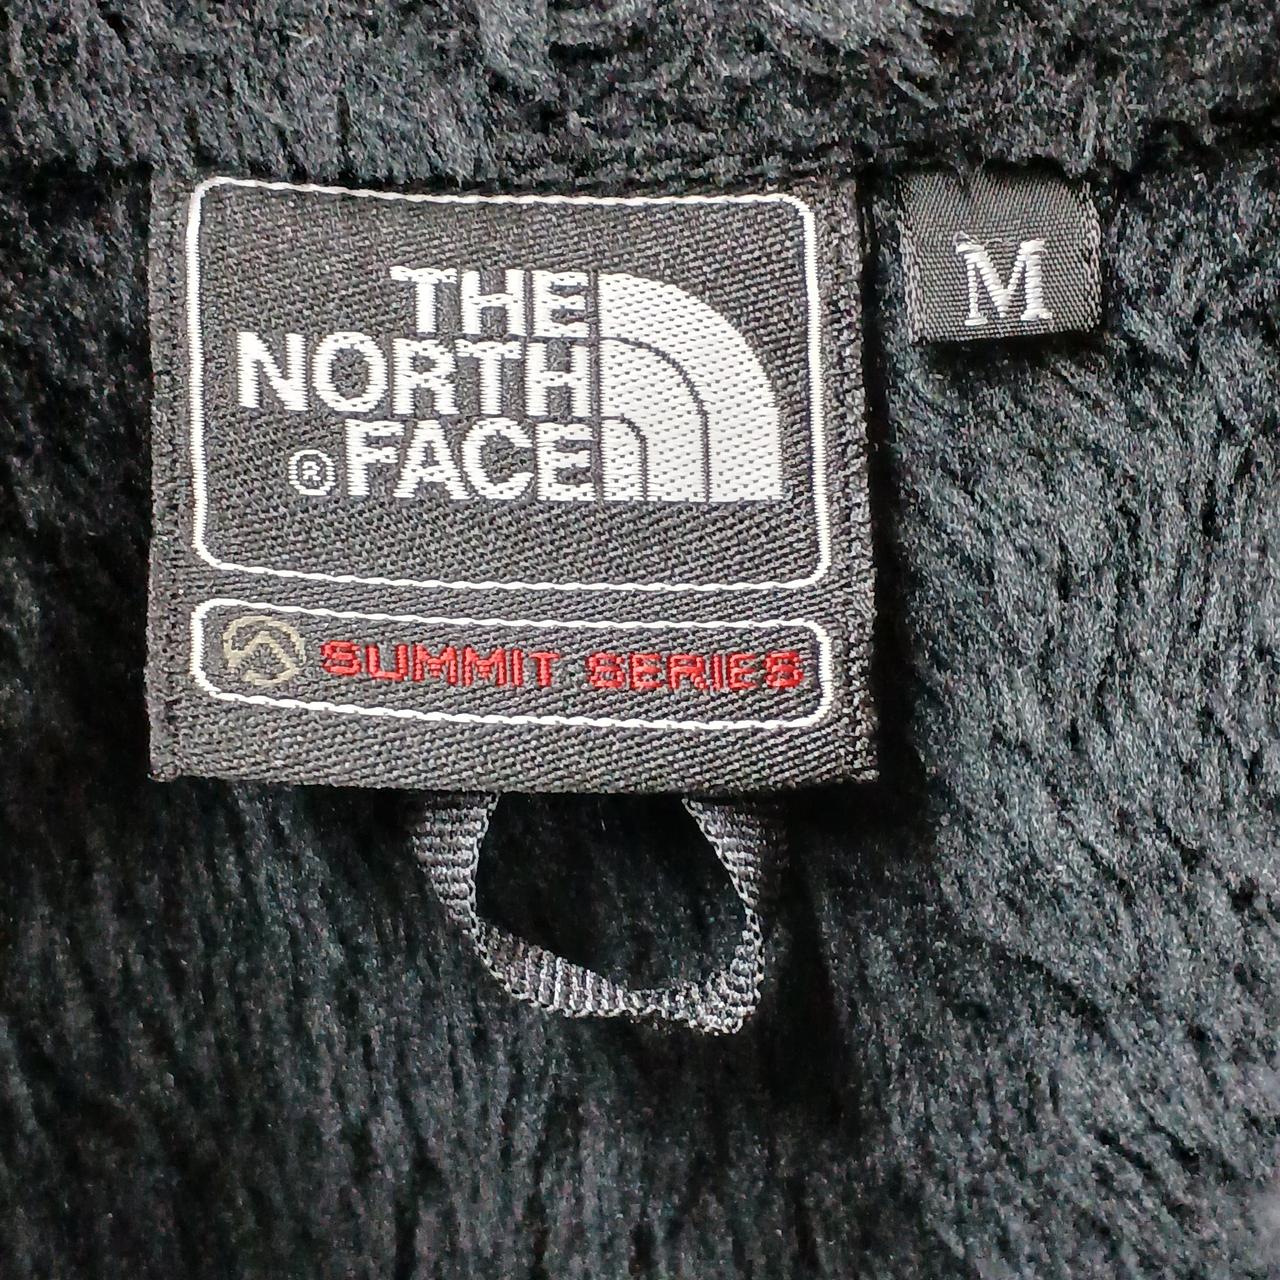 THE
NORTH
®FACE
M
SUMMIT SERIES